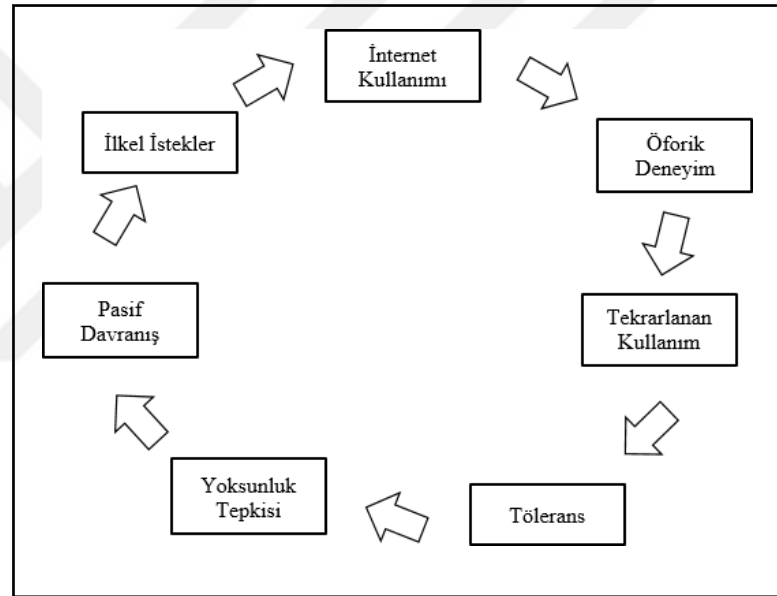 İnternet
Kullanımı
Öforik
Deneyim
Tekrarlanan
Kullanım
Tölerans
Yoksunluk
Tepkisi
Pasif
Davranış
İlkel İstekler